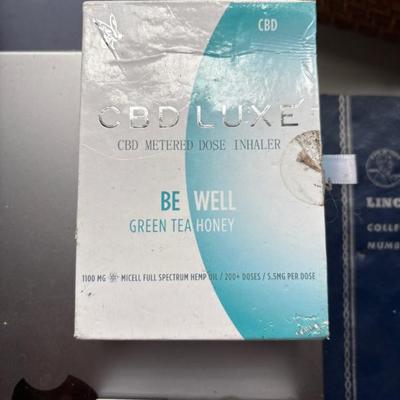 CBD
CBD LUXE
CBD METERED DOSE INHALER
BE WELL
GREEN TEA HONEY
1100 MG MICELL FULL SPECTRUM HEMP OIL / 200+ DOSES / 5.5MG PER DOSE
LINC
COLLE
NUMB